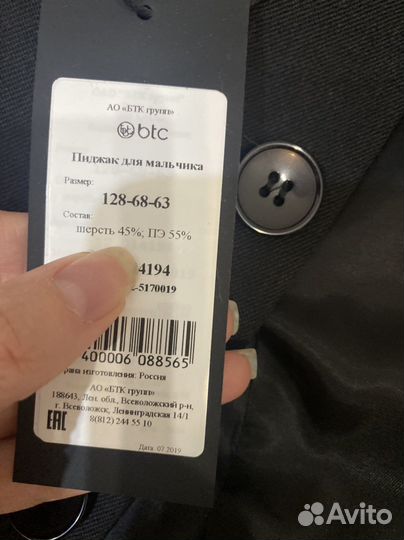 АО «БТК групп»
btc
Пиджак для мальчика
Размер:
128-68-63
Состав:
шерсть 45%; ПЭ 55%
4194
-5170019
400006 088565
рана изготовления: Россия
АО «БТК групп»
188643, Лен. обл., Всеволожский р-н,
г. Всеволожск, Ленинградская 14/1
8(812) 244 55 10
EAC
Дата: 07.2019
Avito